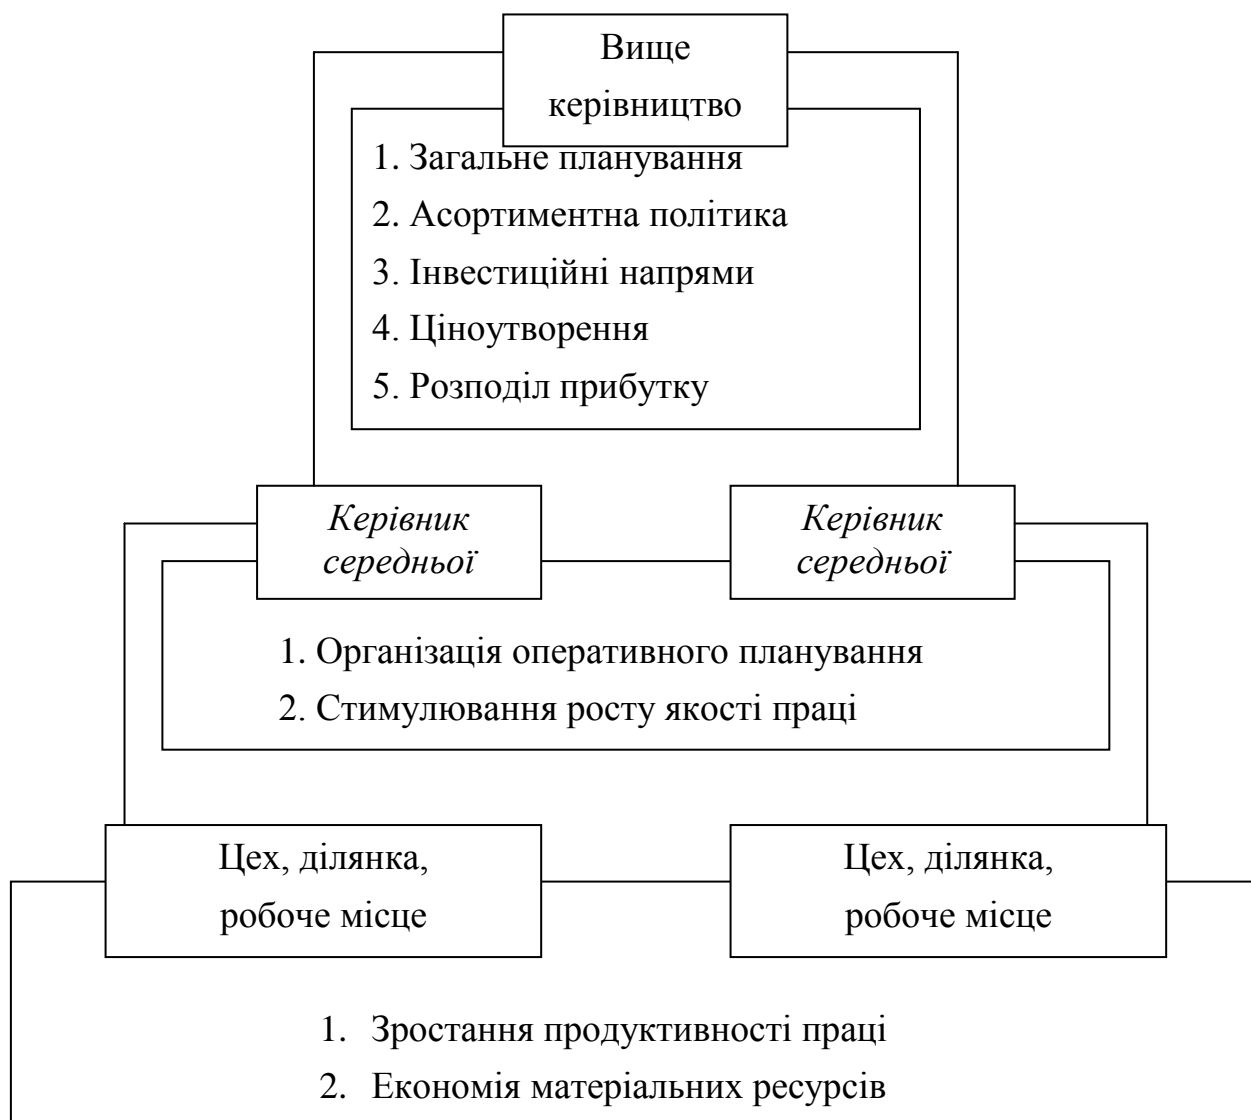 Вище
керівництво
1. Загальне планування
2. Асортиментна політика
3. Інвестиційні напрями
4. Ціноутворення
5. Розподіл прибутку
Керівник
середньої
Керівник
середньої
1. Організація оперативного планування
2. Стимулювання росту якості праці
Цех, ділянка,
робоче місце
Цех, ділянка,
робоче місце
1. Зростання продуктивності праці
2. Економія матеріальних ресурсів